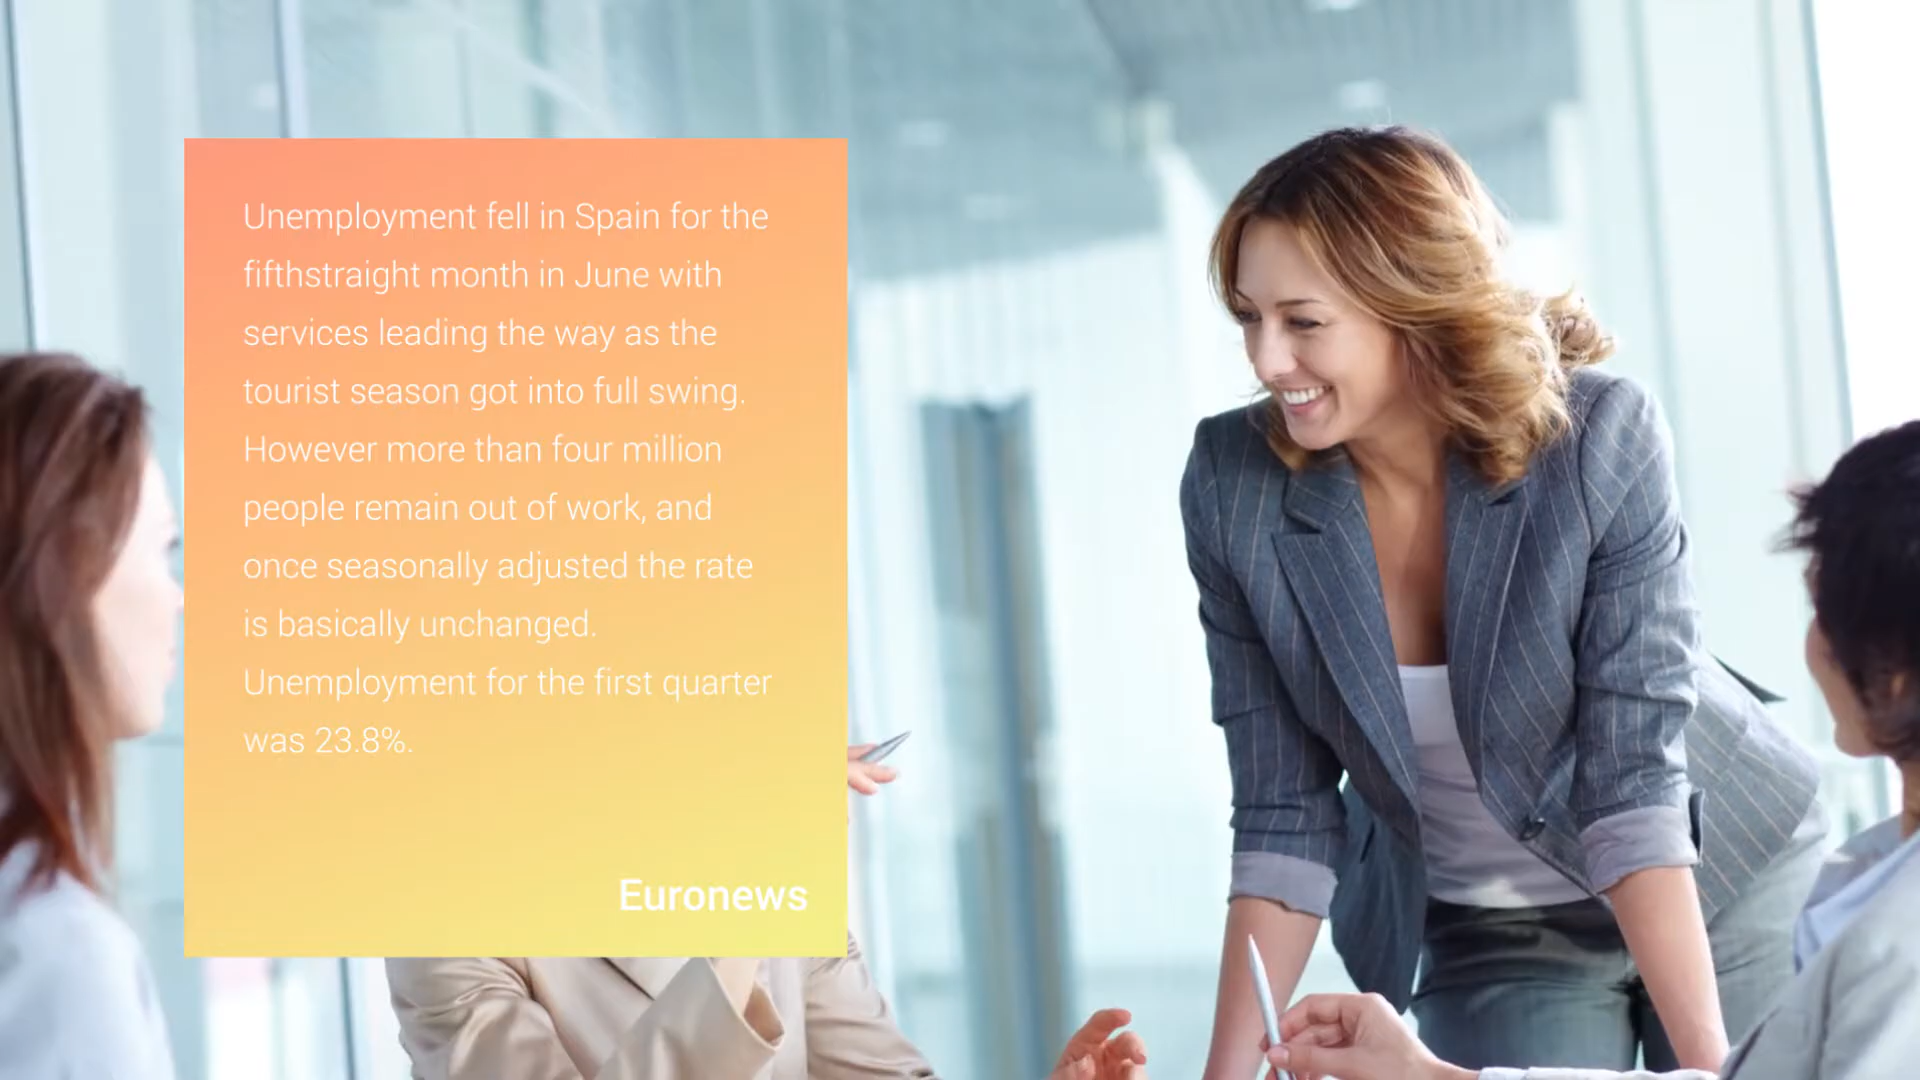 Unemployment fell in Spain for the
fifthstraight month in June with
services leading the way as the
tourist season got into full swing.
However more than four million
people remain out of work, and
once seasonally adjusted the rate
is basically unchanged.
Unemployment for the first quarter
was 23.8%.
Euronews